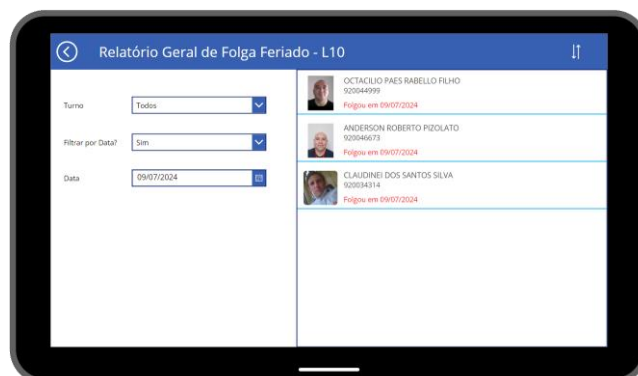 Relatório Geral de Folga Feriado - L10
Turno
Todos
Filtrar por Data?
Sim
Data
09/07/2024
OCTACILIO PAES RABELLO FILHO
920044999
Folgou em 09/07/2024
ANDERSON ROBERTO PIZOLATO
920046673
Folgou em 09/07/2024
CLAUDINEI DOS SANTOS SILVA
920034314
Folgou em 09/07/2024